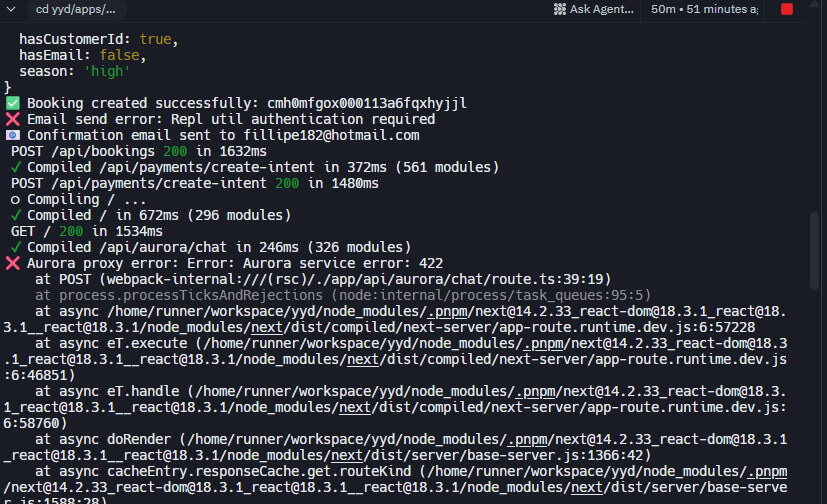 cd yyd/apps/...
Ask Agent...
50m • 51 minutes a
hasCustomerId: true,
hasEmail: false,
season: 'high'
}
✅ Booking created successfully: cmh0mfgox000113a6fqxhyjjl
❌ Email send error: Repl util authentication required
📧 Confirmation email sent to fillipe182@hotmail.com
POST /api/bookings 200 in 1632ms
✓ Compiled /api/payments/create-intent in 372ms (561 modules)
POST /api/payments/create-intent 200 in 1480ms
○ Compiling / ...
✓ Compiled / in 672ms (296 modules)
GET / 200 in 1534ms
✓ Compiled /api/aurora/chat in 246ms (326 modules)
❌ Aurora proxy error: Error: Aurora service error: 422
at POST (webpack-internal:///(rsc)/./app/api/aurora/chat/route.ts:39:19)
at process.processTicksAndRejections (node:internal/process/task_queues:95:5)
at async /home/runner/workspace/yyd/node_modules/.pnpm/next@14.2.33_react-dom@18.3.1_react@18.
3.1__react@18.3.1/node_modules/next/dist/compiled/next-server/app-route.runtime.dev.js:6:57228
at async eT.execute (/home/runner/workspace/yyd/node_modules/.pnpm/next@14.2.33_react-dom@18.3
.1_react@18.3.1__react@18.3.1/node_modules/next/dist/compiled/next-server/app-route.runtime.dev.js
:6:46851)
at async eT.handle (/home/runner/workspace/yyd/node_modules/.pnpm/next@14.2.33_react-dom@18.3.
1_react@18.3.1__react@18.3.1/node_modules/next/dist/compiled/next-server/app-route.runtime.dev.js:
6:58760)
at async doRender (/home/runner/workspace/yyd/node_modules/.pnpm/next@14.2.33_react-dom@18.3.1
_react@18.3.1__react@18.3.1/node_modules/next/dist/server/base-server.js:1366:42)
at async cacheEntry.responseCache.get.routeKind (/home/runner/workspace/yyd/node_modules/.pnpm
/next@14.2.33_react-dom@18.3.1_react@18.3.1__react@18.3.1/node_modules/next/dist/server/base-serve
r.js:1588:28)